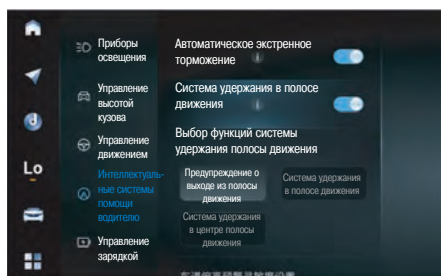 Lo
Приборы
освещения
Управление
высотой
кузова
Управление
движением
Интеллектуаль-
ные системы
помощи
водителю
Управление
зарядкой
Автоматическое экстренное
торможение
Система удержания в полосе
движения
Выбор функций системы
удержания полосы движения
Предупреждение о
выходе из полосы
движения
Система удержания
в полосе движения
Система удержания
в центре полосы
движения